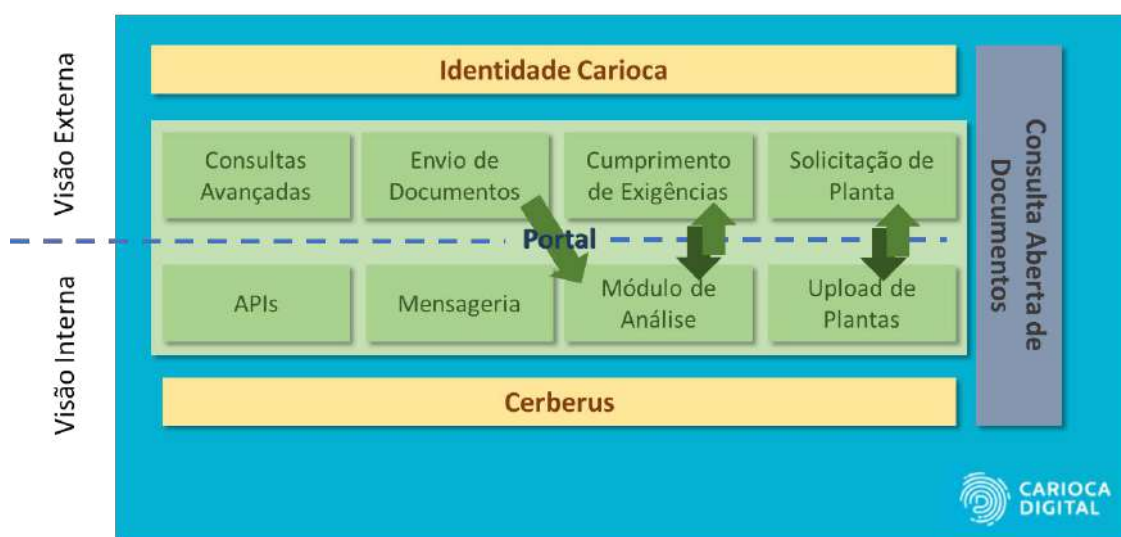 Visão Externa
Identidade Carioca
Consultas
Avançadas
Envio de
Documentos
Cumprimento
de Exigências
Solicitação de
Planta
Portal
Visão Interna
APIs
Mensageria
Módulo de
Análise
Upload de
Plantas
Cerberus
Consulta Aberta de
Documentos
CARIOCA
DIGITAL